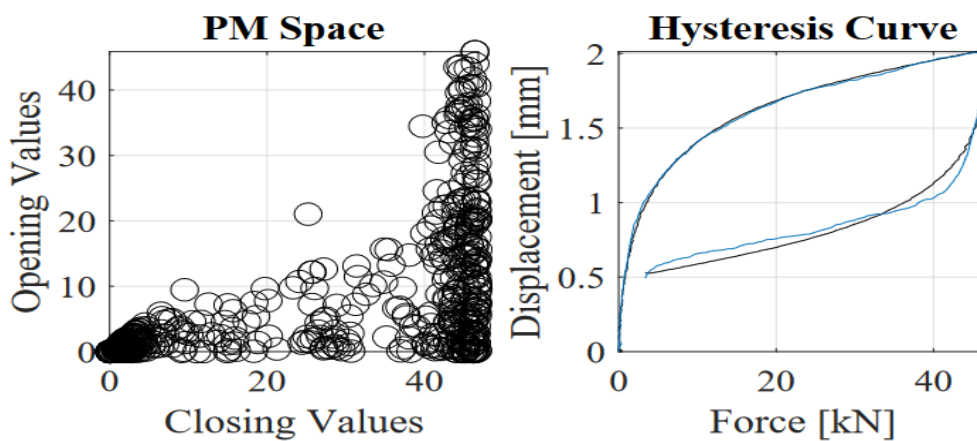 PM Space
Opening Values
40
30
20
10
0
0 20 40
Closing Values
Hysteresis Curve
Displacement [mm]
2
1.5
1
0.5
0
0 20 40
Force [kN]